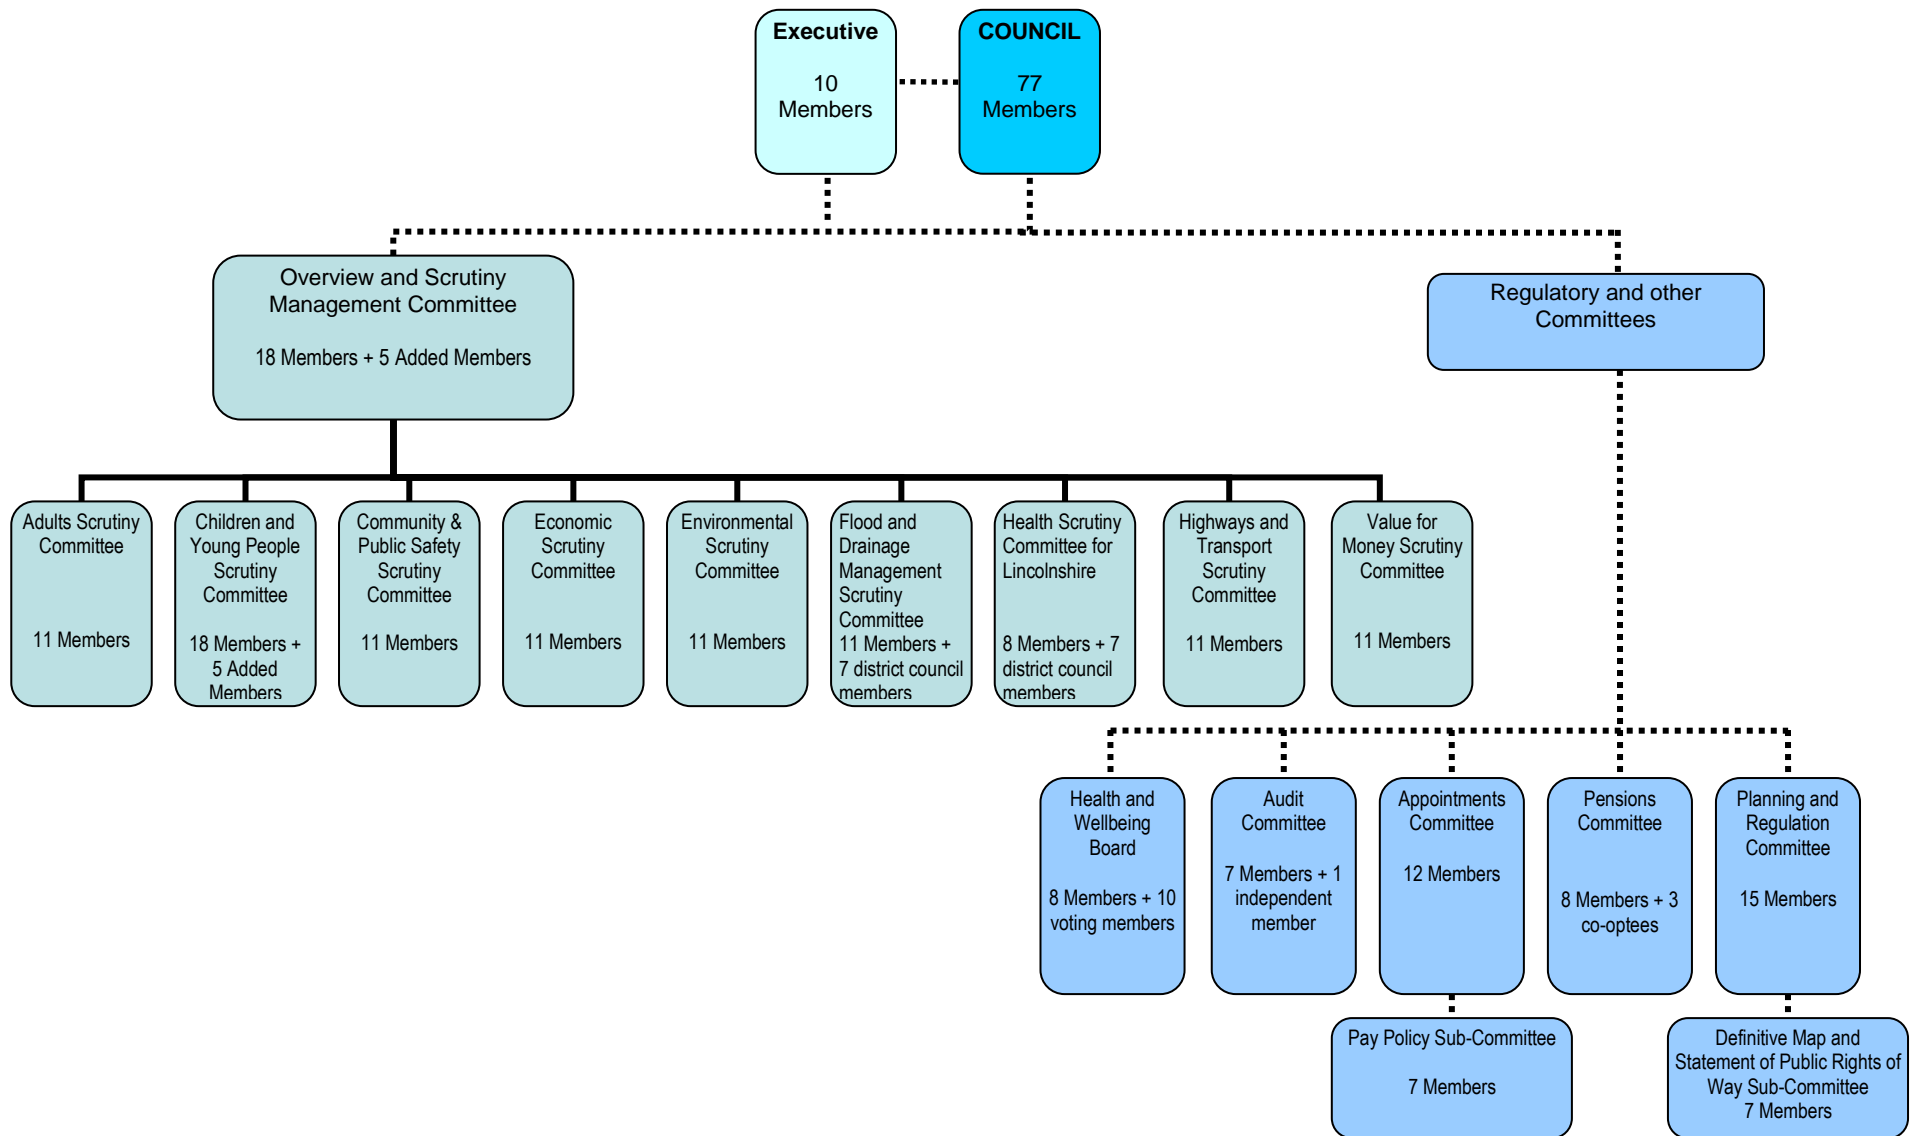 Executive
10
Members
COUNCIL
77
Members
Overview and Scrutiny
Management Committee
18 Members + 5 Added Members
Regulatory and other
Committees
Adults Scrutiny
Committee
11 Members
Children and
Young People
Scrutiny
Committee
18 Members +
5 Added
Members
Community &
Public Safety
Scrutiny
Committee
11 Members
Economic
Scrutiny
Committee
11 Members
Environmental
Scrutiny
Committee
11 Members
Flood and
Drainage
Management
Scrutiny
Committee
11 Members +
7 district council
members
Health Scrutiny
Committee for
Lincolnshire
8 Members + 7
district council
members
Highways and
Transport
Scrutiny
Committee
11 Members
Value for
Money Scrutiny
Committee
11 Members
Health and
Wellbeing
Board
8 Members + 10
voting members
Audit
Committee
7 Members + 1
independent
member
Appointments
Committee
12 Members
Pensions
Committee
8 Members + 3
co-optees
Planning and
Regulation
Committee
15 Members
Pay Policy Sub-Committee
7 Members
Definitive Map and
Statement of Public Rights of
Way Sub-Committee
7 Members